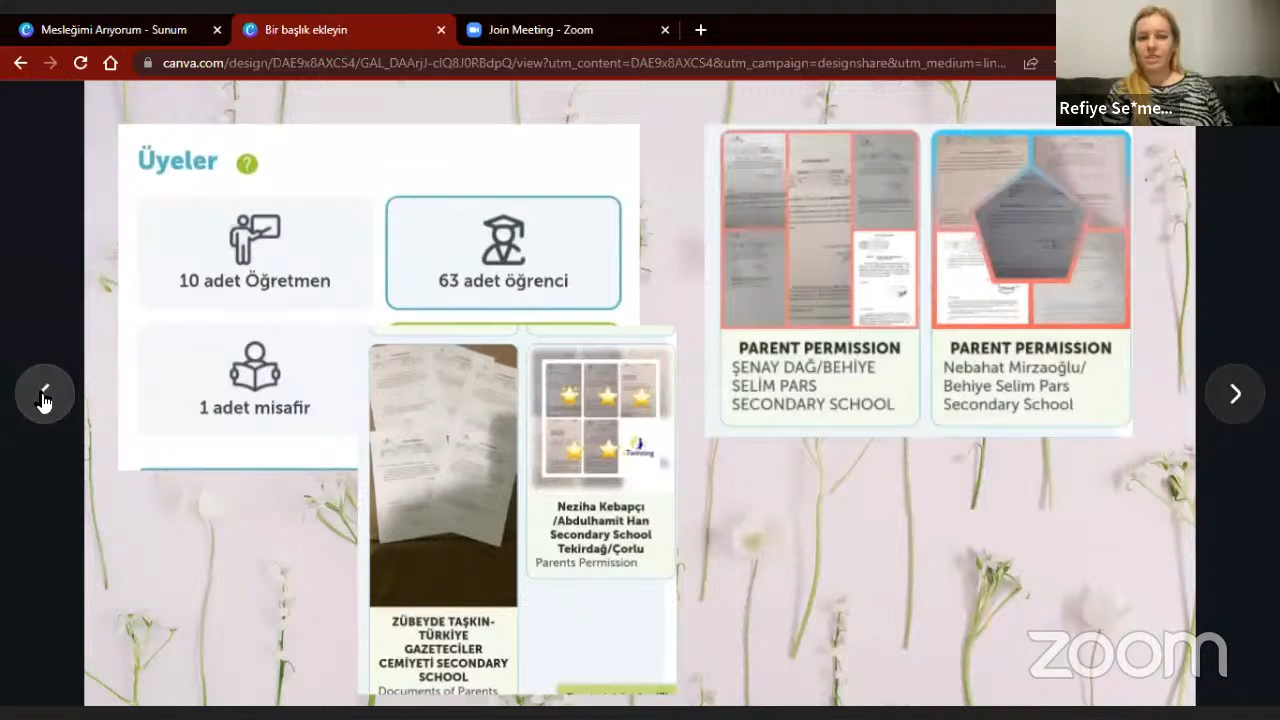 Mesleğimi Arıyorum - Sunum
Bir başlık ekleyin
Join Meeting - Zoom
canva.com/design/DAE9x8AXCS4/GAL_DAArjJ-clQ8J0RBdpQ/view?utm_content=DAE9x8AXCS4&utm_campaign=designshare&utm_medium=lin...
Refiye Se*me...
Üyeler ?
10 adet Öğretmen
63 adet öğrenci
1 adet misafir
PARENT PERMISSION
ŞENAY DAĞ/BEHİYE
SELİM PARS
SECONDARY SCHOOL
PARENT PERMISSION
Nebahat Mirzaoğlu/
Behiye Selim Pars
Secondary School
ZÜBEYDE TAŞKIN-
TÜRKİYE
GAZETECİLER
CEMİYETİ SECONDARY
SCHOOL
Documents of Parents
Neziha Kebapçı
/Abdulhamit Han
Secondary School
Tekirdağ/Çorlu
Parents Permission
zoom